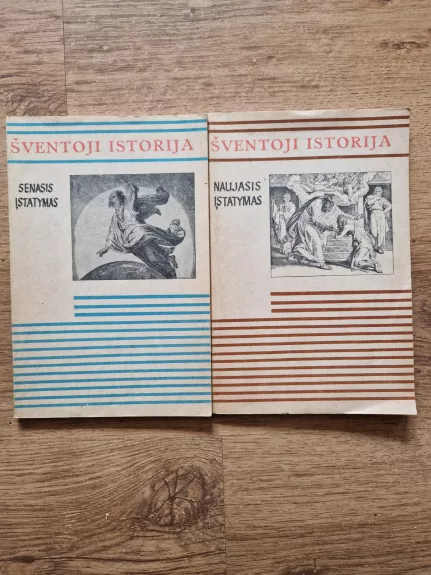 ŠVENTOJI ISTORIJA
SENASIS
ĮSTATYMAS
ŠVENTOJI ISTORIJA
NAUJASIS
ĮSTATYMAS